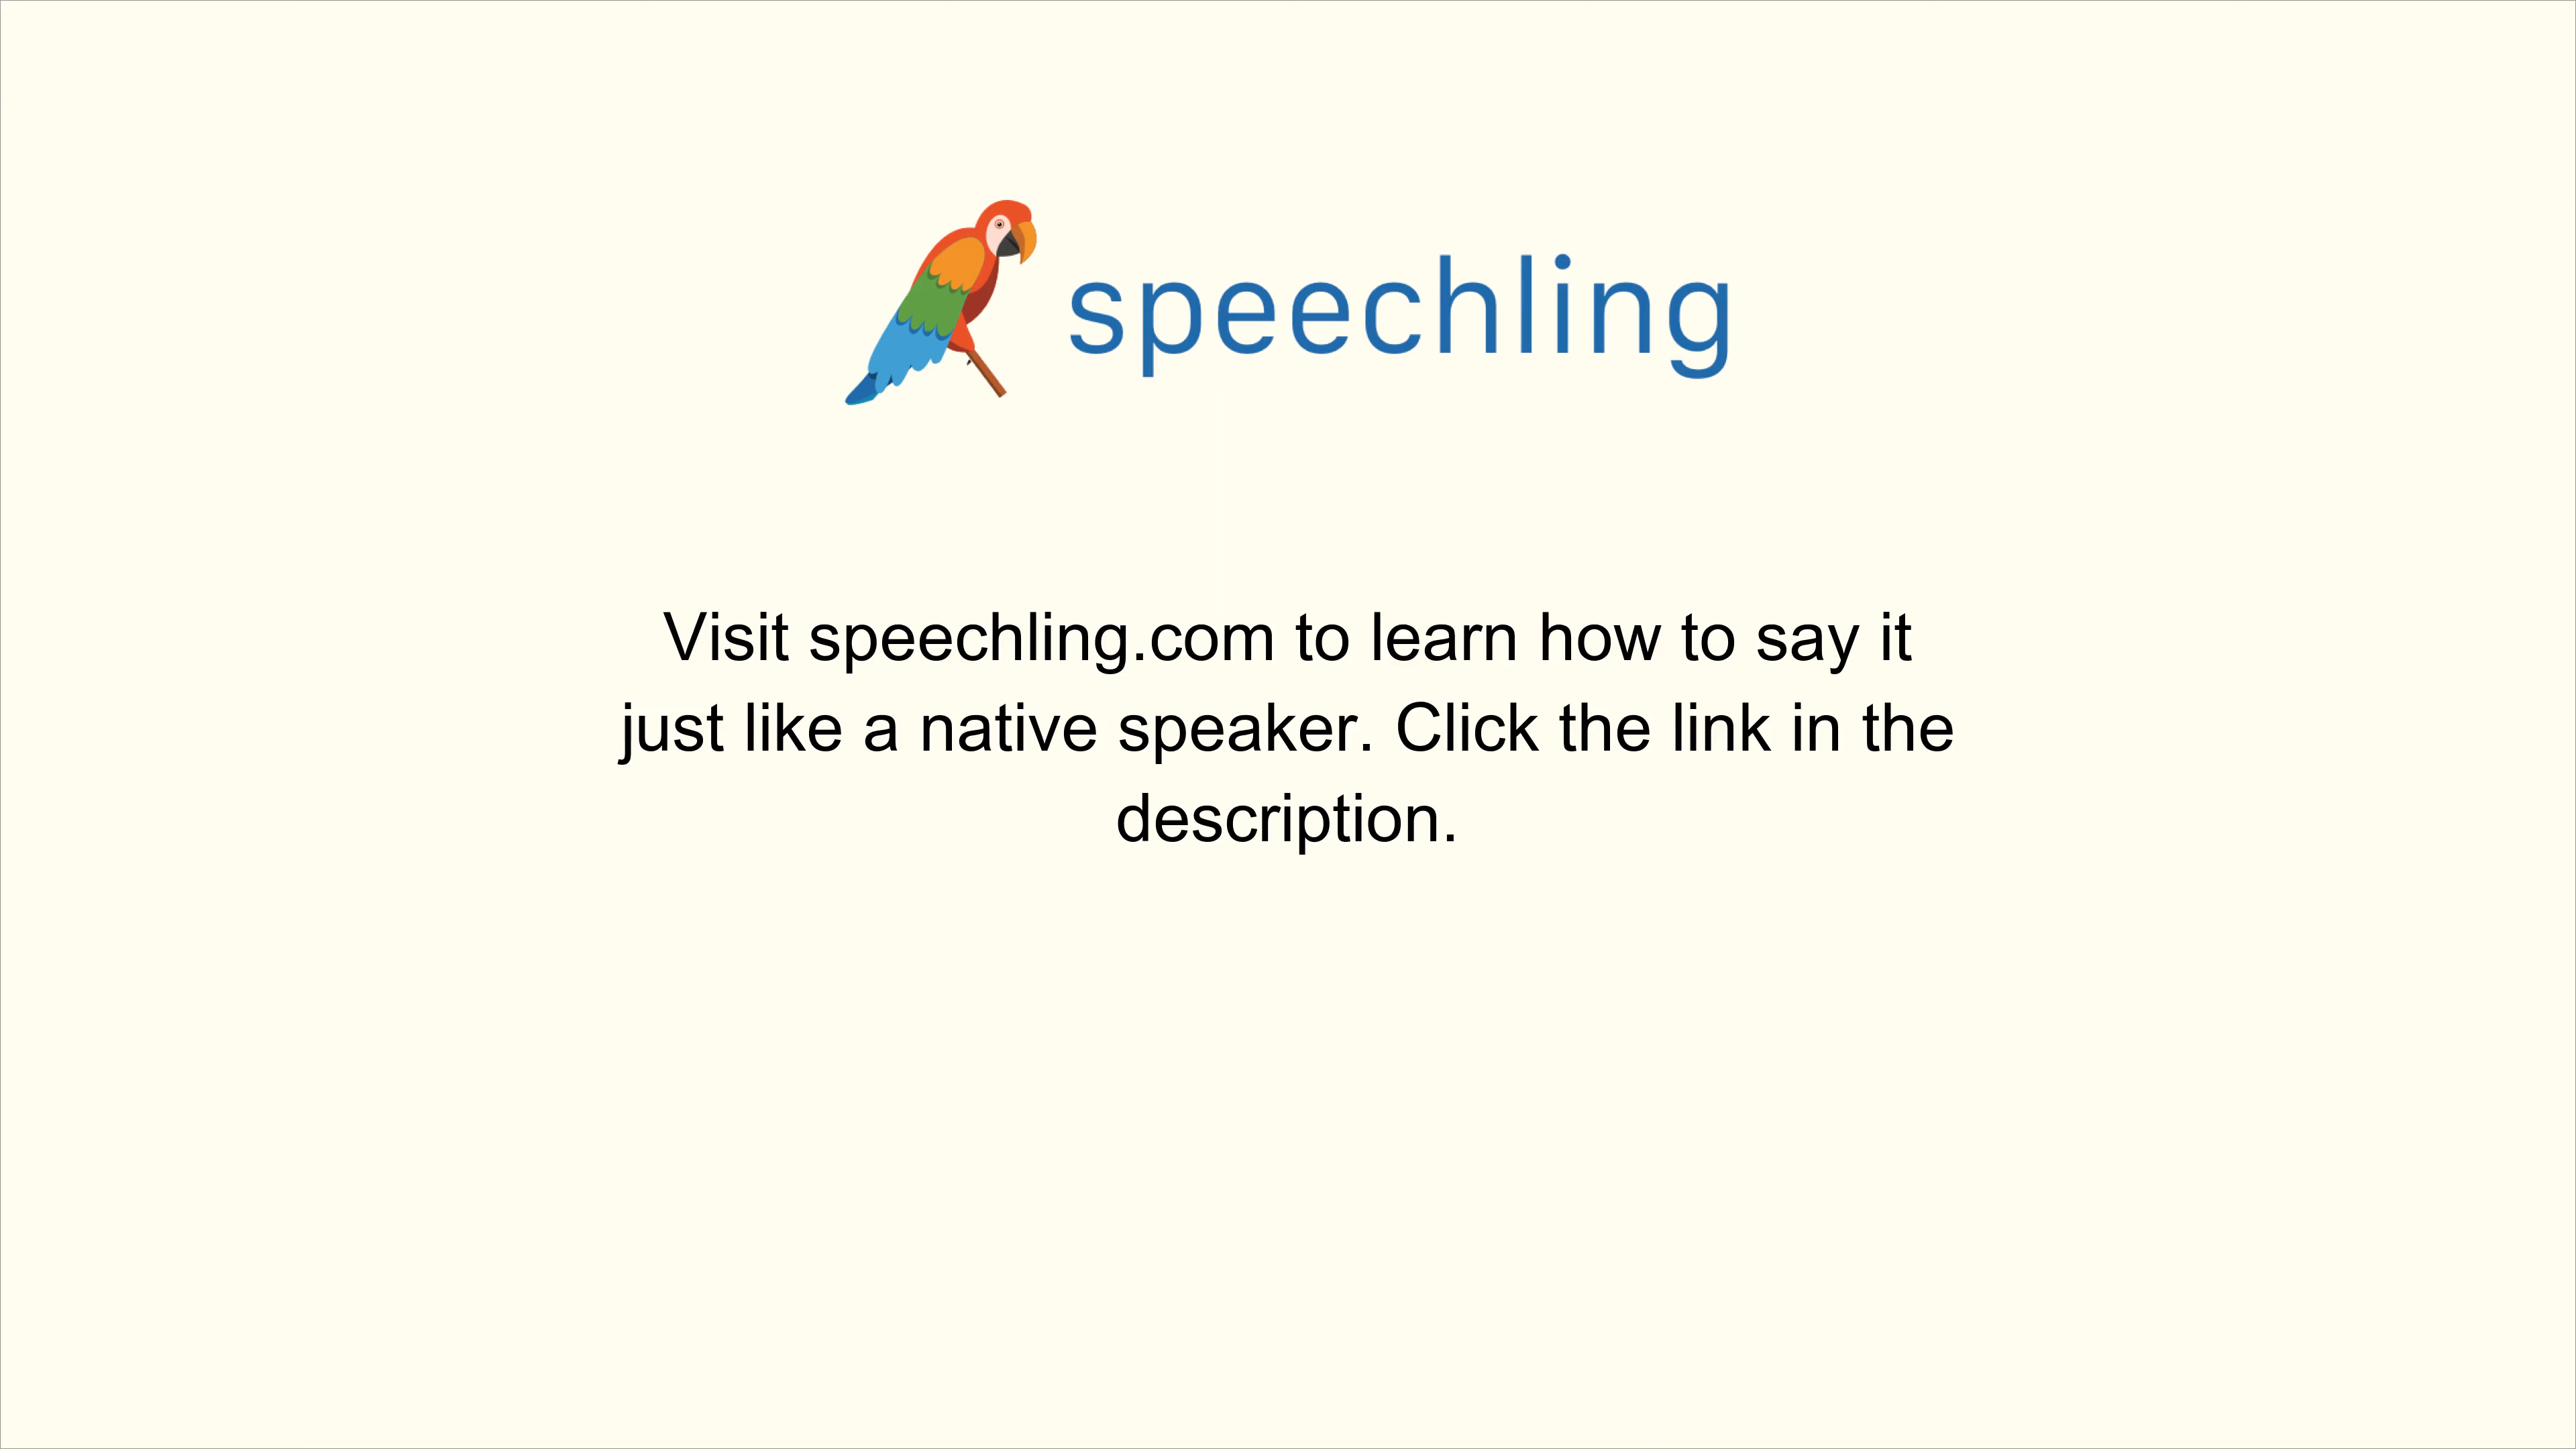 speechling
Visit speechling.com to learn how to say it
just like a native speaker. Click the link in the
description.